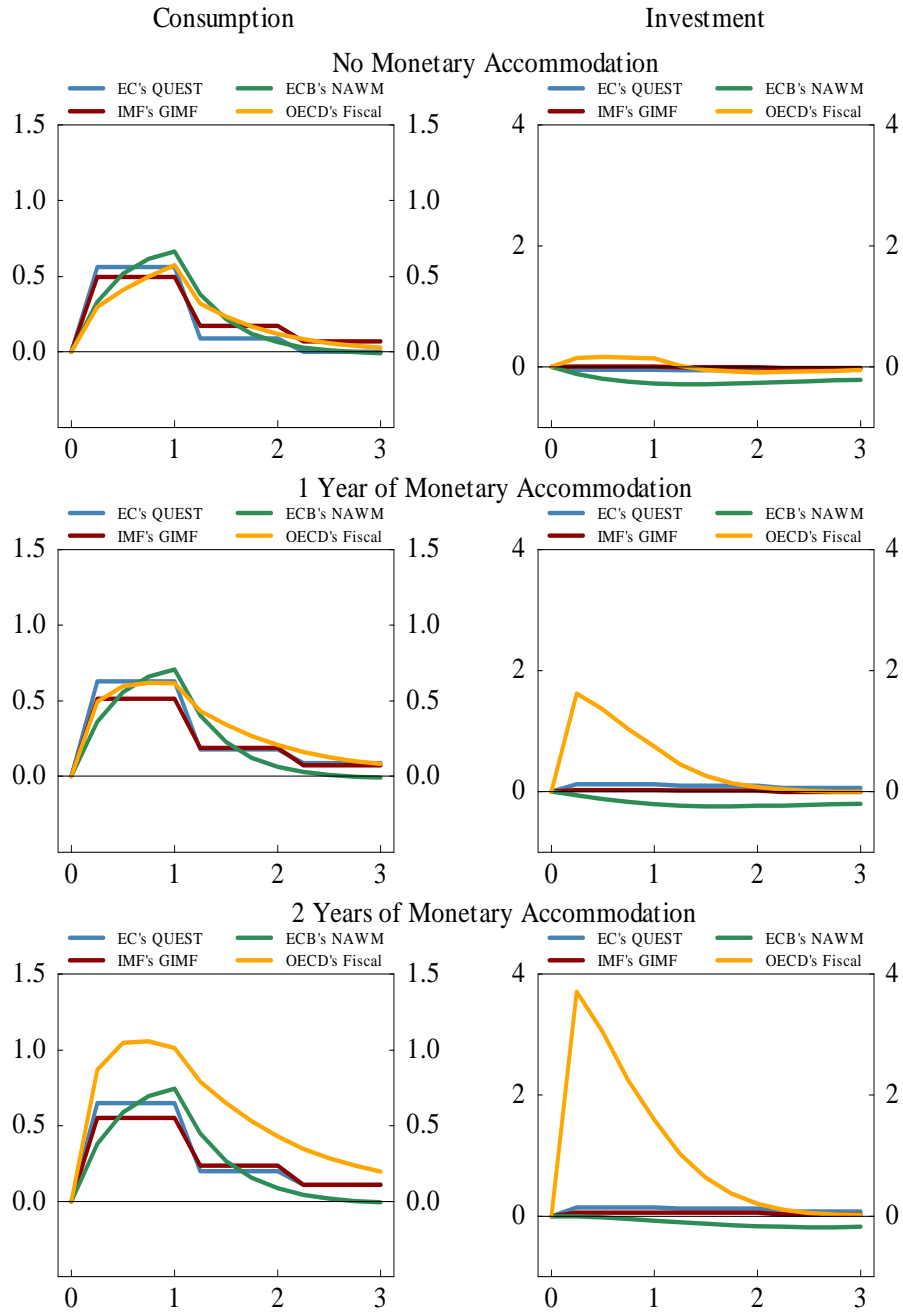 Consumption Investment
No Monetary Accommodation
EC's QUEST ECB's NAWM EC's QUEST ECB's NAWM
IMF's GIMF OECD's Fiscal IMF's GIMF OECD's Fiscal
1.5 1.5 4 4
1.0 1.0
2 2
0.5 0.5
0.0 0.0 0 0
0 1 2 3 0 1 2 3
1 Year of Monetary Accommodation
EC's QUEST ECB's NAWM EC's QUEST ECB's NAWM
IMF's GIMF OECD's Fiscal IMF's GIMF OECD's Fiscal
1.5 1.5 4 4
1.0 1.0
2 2
0.5 0.5
0.0 0.0 0 0
0 1 2 3 0 1 2 3
2 Years of Monetary Accommodation
EC's QUEST ECB's NAWM EC's QUEST ECB's NAWM
IMF's GIMF OECD's Fiscal IMF's GIMF OECD's Fiscal
1.5 1.5 4 4
1.0 1.0
2 2
0.5 0.5
0.0 0.0 0 0
0 1 2 3 0 1 2 3